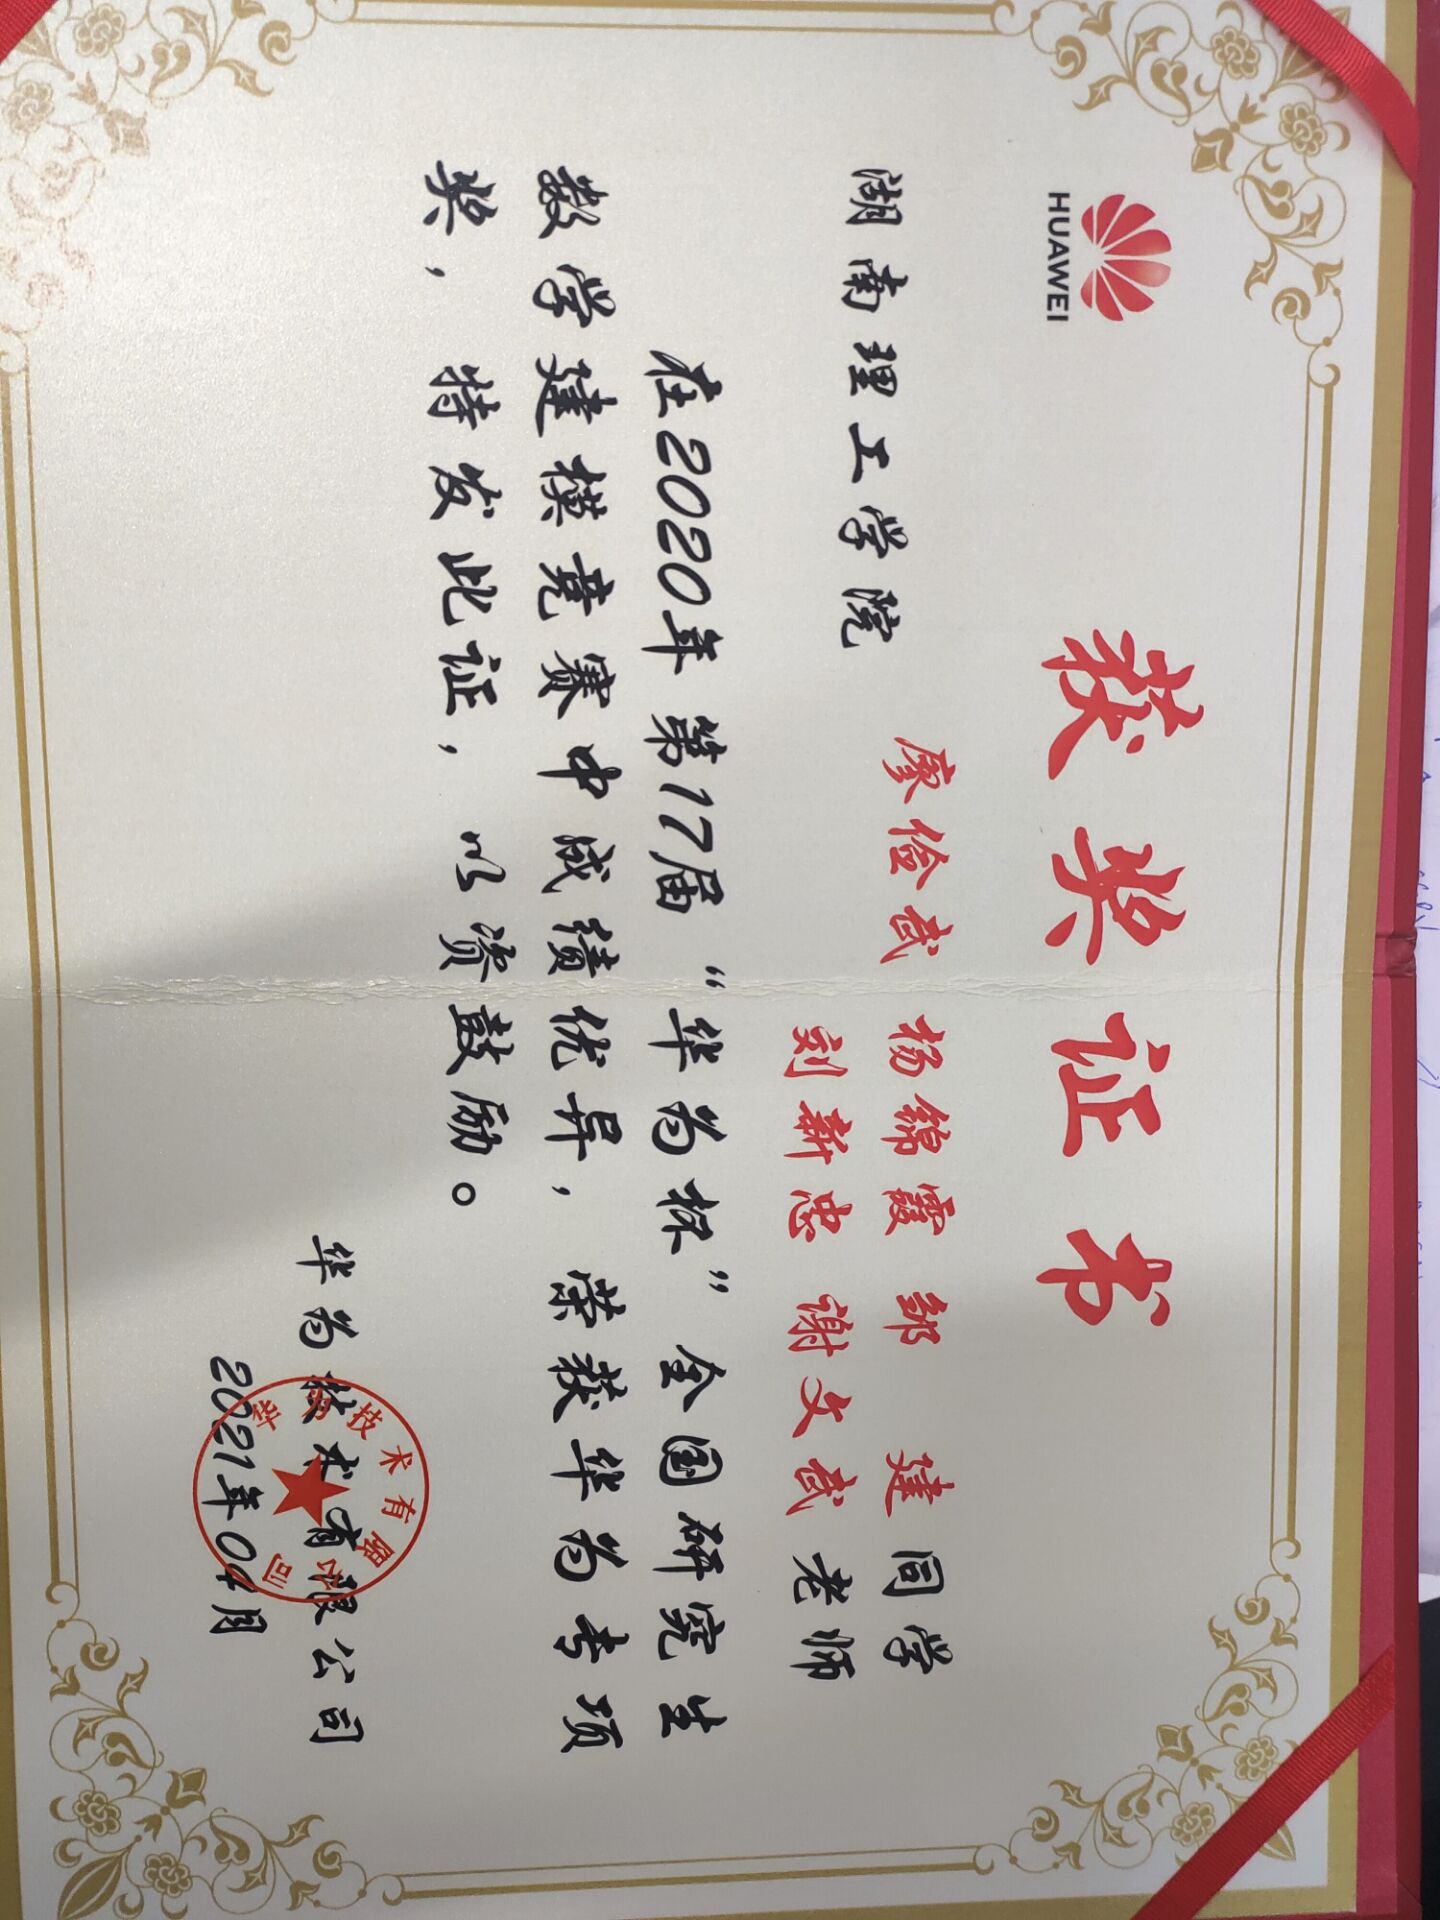 HUAWEI
获奖证书
廖俭武 杨锦霞 邹 建 同学
湖南理工学院
刘新忠 谢文武 老师
在2020年 第17届“华为杯”全国研究生
数学建模竞赛中成绩优异，荣获华为专项
奖，特发此证，以资鼓励。
华为技术有限公司
华为技术有限公司
2021年04月